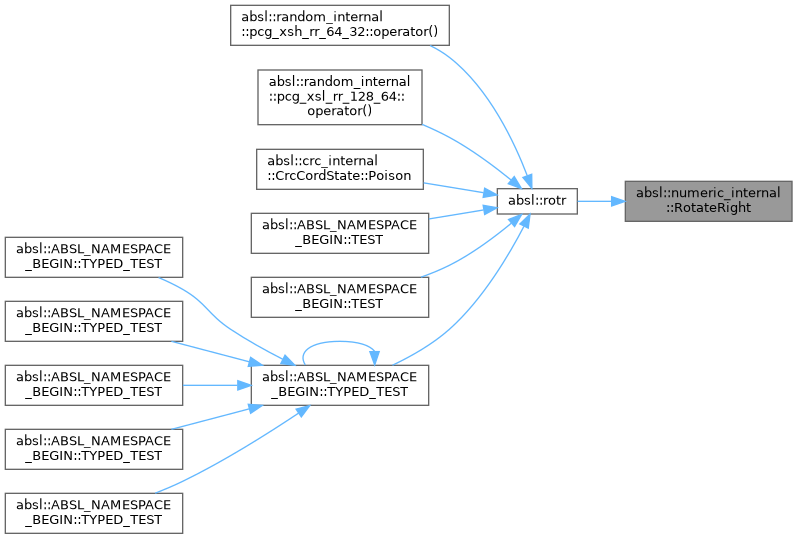 absl::random_internal
::pcg_xsh_rr_64_32::operator()
absl::random_internal
::pcg_xsl_rr_128_64::
operator()
absl::crc_internal
::CrcCordState::Poison
absl::rotr
absl::numeric_internal
::RotateRight
absl::ABSL_NAMESPACE
_BEGIN::TEST
absl::ABSL_NAMESPACE
_BEGIN::TEST
absl::ABSL_NAMESPACE
_BEGIN::TYPED_TEST
absl::ABSL_NAMESPACE
_BEGIN::TYPED_TEST
absl::ABSL_NAMESPACE
_BEGIN::TYPED_TEST
absl::ABSL_NAMESPACE
_BEGIN::TYPED_TEST
absl::ABSL_NAMESPACE
_BEGIN::TYPED_TEST
absl::ABSL_NAMESPACE
_BEGIN::TYPED_TEST